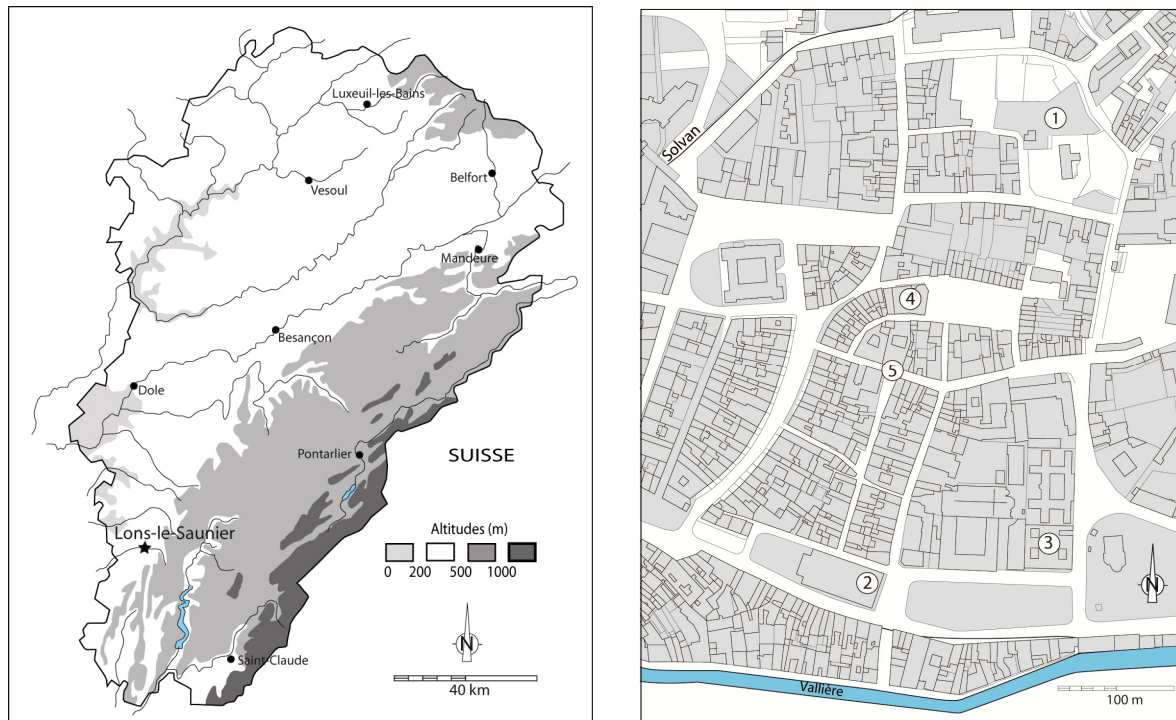 Luxeuil-les-Bains
Vesoul
Belfort
Mandeure
Besançon
Dole
Pontarlier
SUISSE
Lons-le-Saunier
Altitudes (m)
0 200 500 1000
N
Saint-Claude
40 km
Solvan
1
4
5
3
2
N
Vallière
100 m